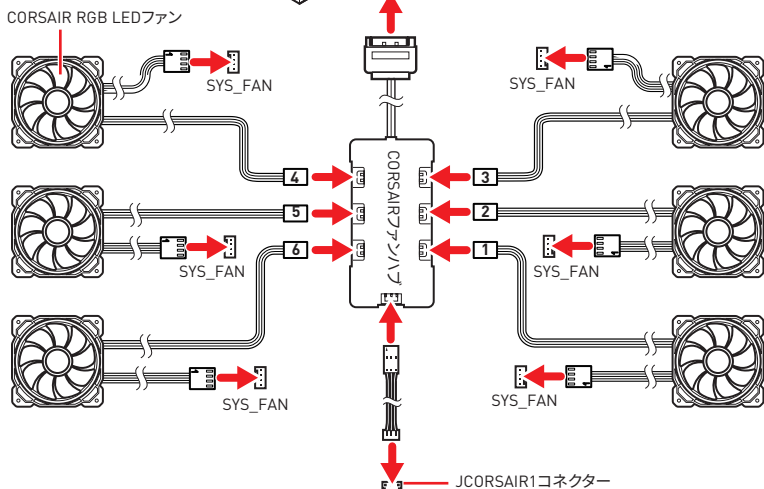 CORSAIR RGB LEDファン
SYS_FAN
SYS_FAN
CORSAIRファンハブ
4
3
5
2
6
1
SYS_FAN
SYS_FAN
SYS_FAN
SYS_FAN
JCORSAIR1コネクター